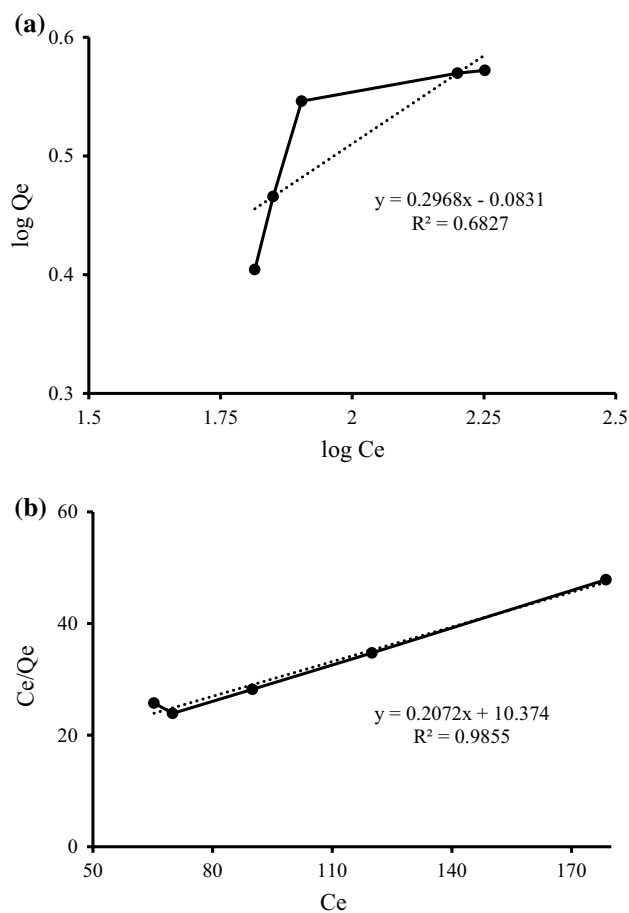 (a)
0.6
0.5
0.4
0.3
log Qe
y = 0.2968x - 0.0831
R² = 0.6827
1.5 1.75 2 2.25 2.5
log Ce
(b)
60
40
20
0
Ce/Qe
y = 0.2072x + 10.374
R² = 0.9855
50 80 110 140 170
Ce